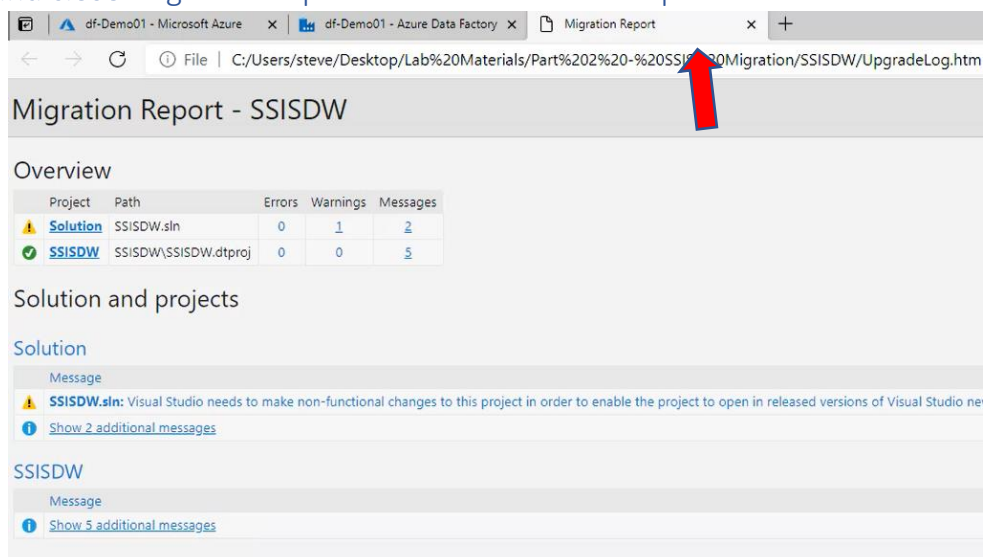 df-Demo01 - Microsoft Azure
df-Demo01 - Azure Data Factory
Migration Report
File | C:/Users/steve/Desktop/Lab%20Materials/Part%202%20-%20SSIS%20Migration/SSISDW/UpgradeLog.htm
Migration Report - SSISDW
Overview
Project Path Errors Warnings Messages
Solution SSISDW.sln 0 1 2
SSISDW SSISDW\SSISDW.dtproj 0 0 5
Solution and projects
Solution
Message
SSISDW.sln: Visual Studio needs to make non-functional changes to this project in order to enable the project to open in released versions of Visual Studio
Show 2 additional messages
SSISDW
Message
Show 5 additional messages